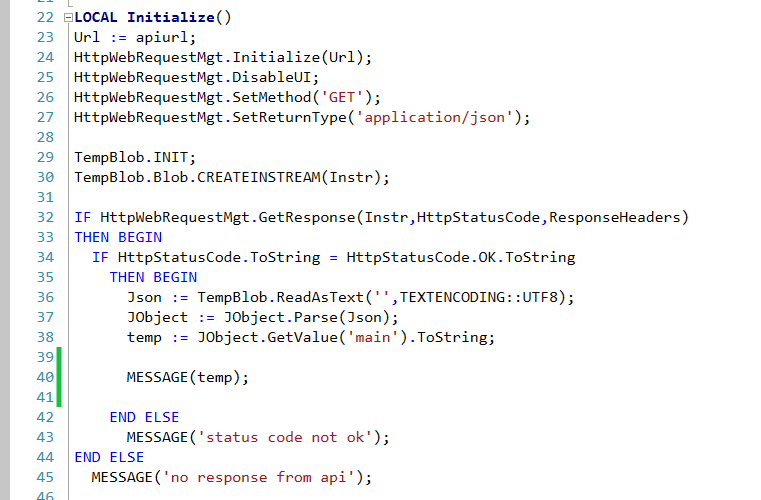 22 LOCAL Initialize()
23 Url := apiurl;
24 HttpWebRequestMgt.Initialize(Url);
25 HttpWebRequestMgt.DisableUI;
26 HttpWebRequestMgt.SetMethod('GET');
27 HttpWebRequestMgt.SetReturnType('application/json');
28
29 TempBlob.INIT;
30 TempBlob.Blob.CREATEINSTREAM(Instr);
31
32 IF HttpWebRequestMgt.GetResponse(Instr,HttpStatusCode,ResponseHeaders)
33 THEN BEGIN
34   IF HttpStatusCode.ToString = HttpStatusCode.OK.ToString
35     THEN BEGIN
36       Json := TempBlob.ReadAsText('',TEXTENCODING::UTF8);
37       JObject := JObject.Parse(Json);
38       temp := JObject.GetValue('main').ToString;
39
40       MESSAGE(temp);
41
42     END ELSE
43       MESSAGE('status code not ok');
44 END ELSE
45   MESSAGE('no response from api');
46